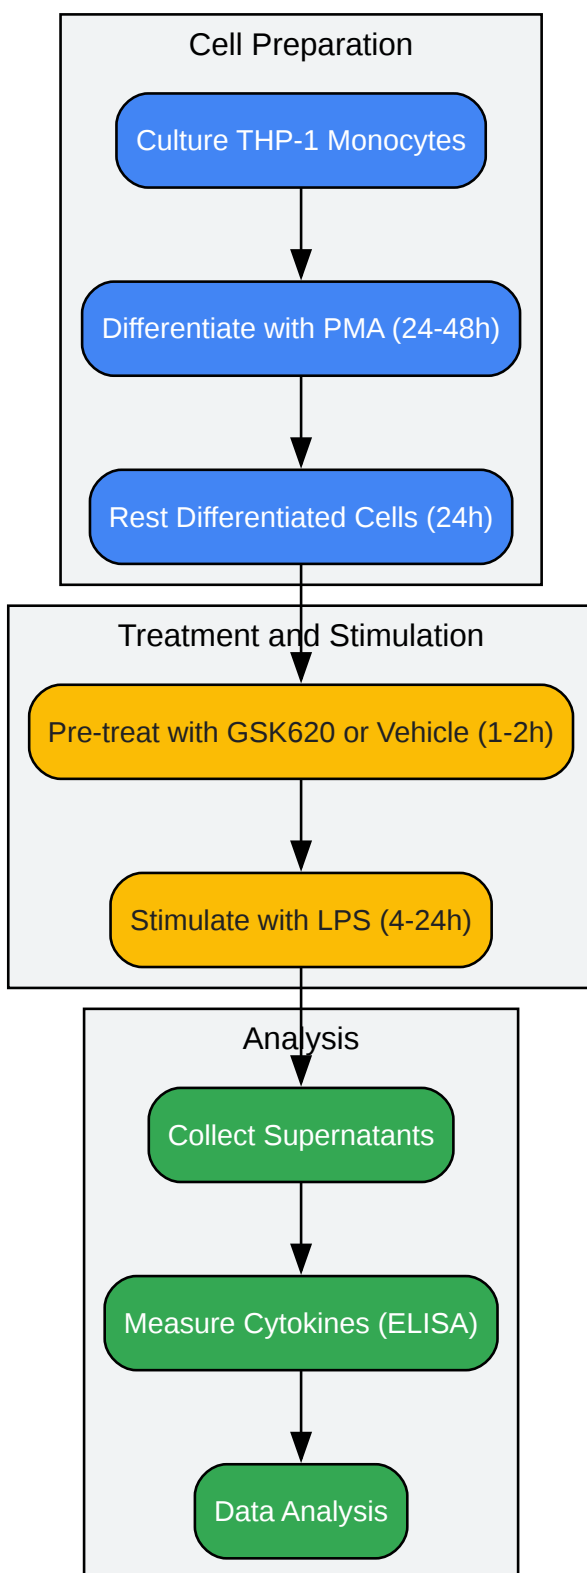 Cell Preparation
Culture THP-1 Monocytes
Differentiate with PMA (24-48h)
Rest Differentiated Cells (24h)
Treatment and Stimulation
Pre-treat with GSK620 or Vehicle (1-2h)
Stimulate with LPS (4-24h)
Analysis
Collect Supernatants
Measure Cytokines (ELISA)
Data Analysis